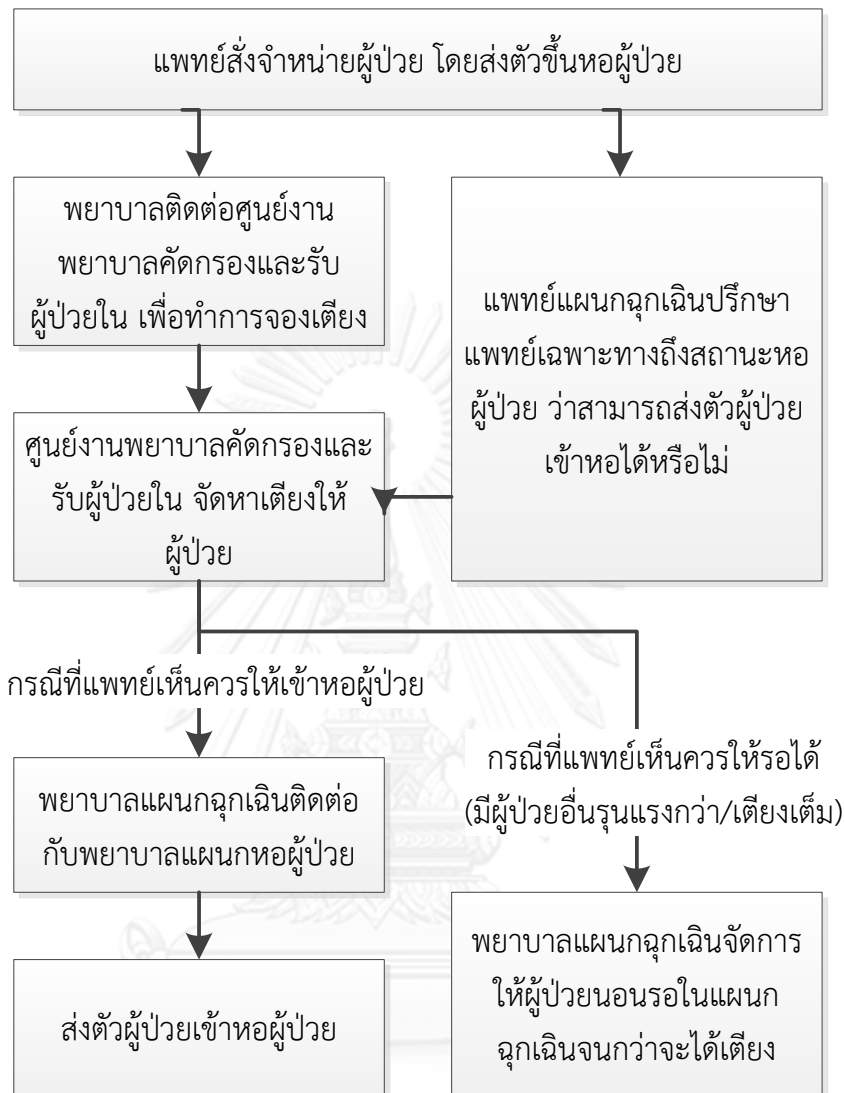 แพทย์สั่งจำหน่ายผู้ป่วย โดยส่งตัวขึ้นหอผู้ป่วย
พยาบาลติดต่อศูนย์งาน
พยาบาลคัดกรองและรับ
ผู้ป่วยใน เพื่อทำการจองเตียง
แพทย์แผนกฉุกเฉินปรึกษา
แพทย์เฉพาะทางถึงสถานะหอ
ผู้ป่วย ว่าสามารถส่งตัวผู้ป่วย
เข้าหอได้หรือไม่
ศูนย์งานพยาบาลคัดกรองและ
รับผู้ป่วยใน จัดหาเตียงให้
ผู้ป่วย
กรณีที่แพทย์เห็นควรให้เข้าหอผู้ป่วย
กรณีที่แพทย์เห็นควรให้รอได้
(มีผู้ป่วยอื่นรุนแรงกว่า/เตียงเต็ม)
พยาบาลแผนกฉุกเฉินติดต่อ
กับพยาบาลแผนกหอผู้ป่วย
ส่งตัวผู้ป่วยเข้าหอผู้ป่วย
พยาบาลแผนกฉุกเฉินจัดการ
ให้ผู้ป่วยนอนรอในแผนก
ฉุกเฉินจนกว่าจะได้เตียง